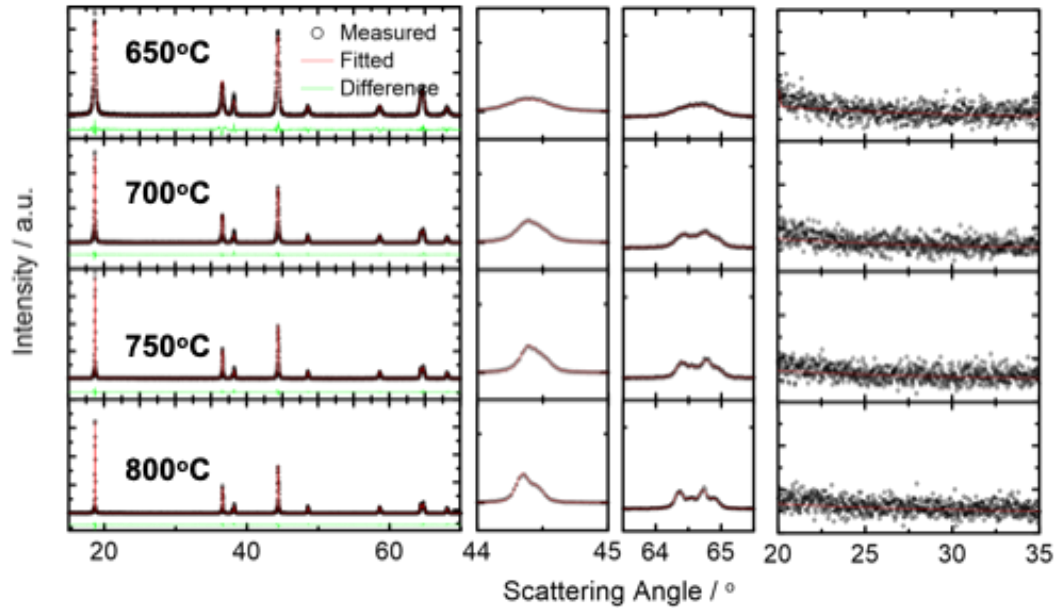 650°C
Measured
Fitted
Difference
700°C
750°C
800°C
Intensity / a.u.
20 40 60
44 45
64 65
20 25 30 35
Scattering Angle / °